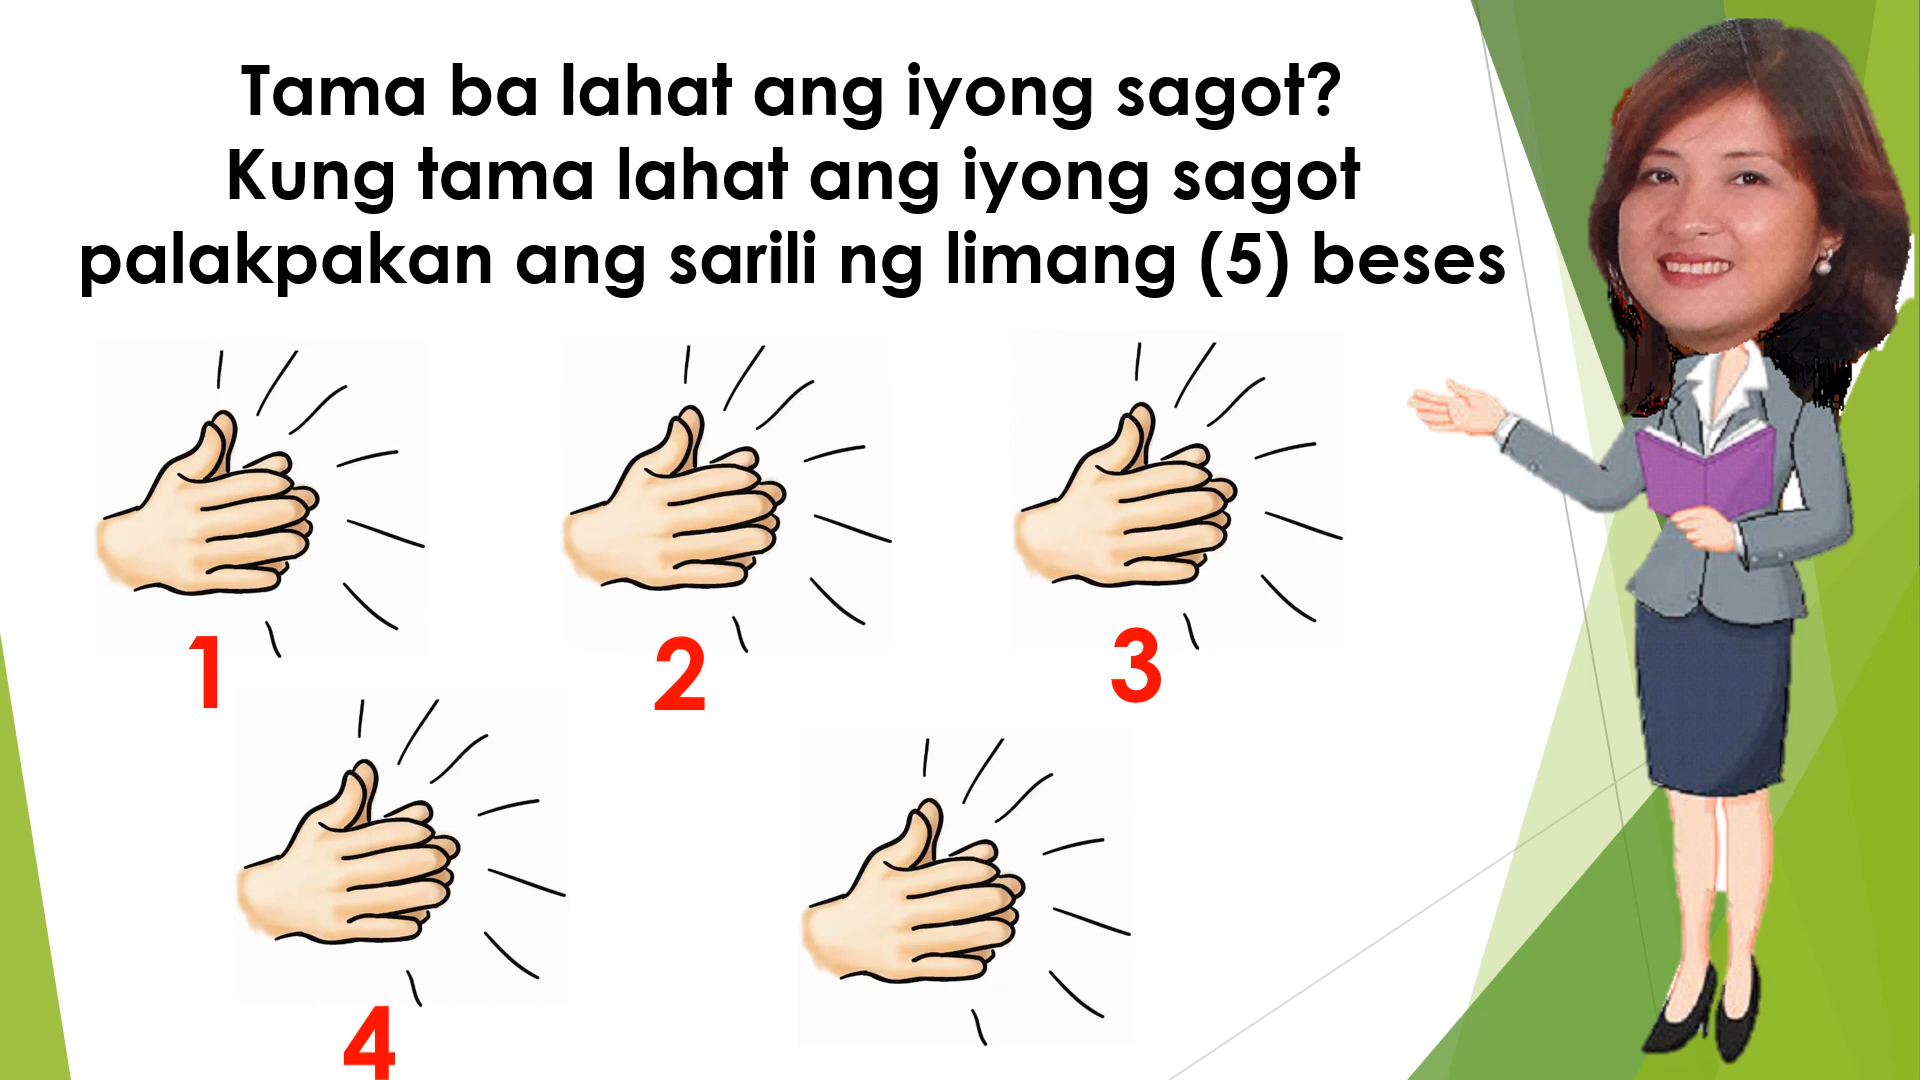 Tama ba lahat ang iyong sagot?
Kung tama lahat ang iyong sagot
palakpakan ang sarili ng limang (5) beses
1
2
3
4